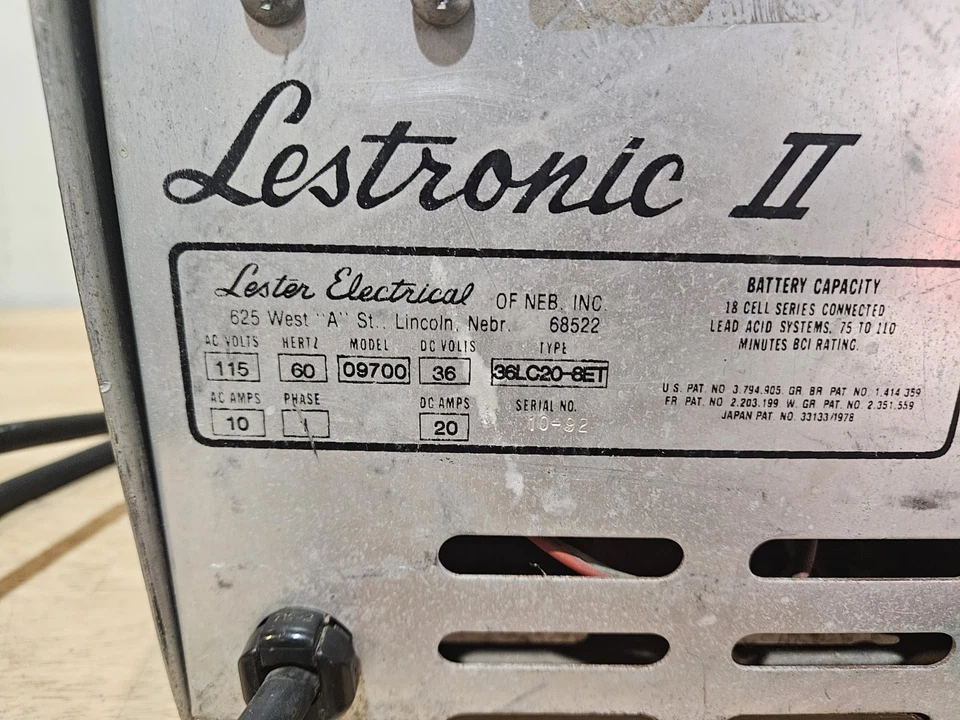 Lestronic II
Lester Electrical OF NEB. INC.
625 West "A" St., Lincoln, Nebr. 68522
AC VOLTS HERTZ MODEL DC VOLTS TYPE
115 60 09700 36 36LC20-8ET
AC AMPS PHASE DC AMPS SERIAL NO.
10 1 20 10-92
BATTERY CAPACITY
18 CELL SERIES CONNECTED
LEAD ACID SYSTEMS, 75 TO 110
MINUTES BCI RATING.
U.S. PAT. NO. 3.794.905 GR. BR. PAT. NO. 1.414.359
FR. PAT. NO. 2.203.199 W. GR. PAT. NO. 2.351.559
JAPAN PAT. NO. 33133/1978